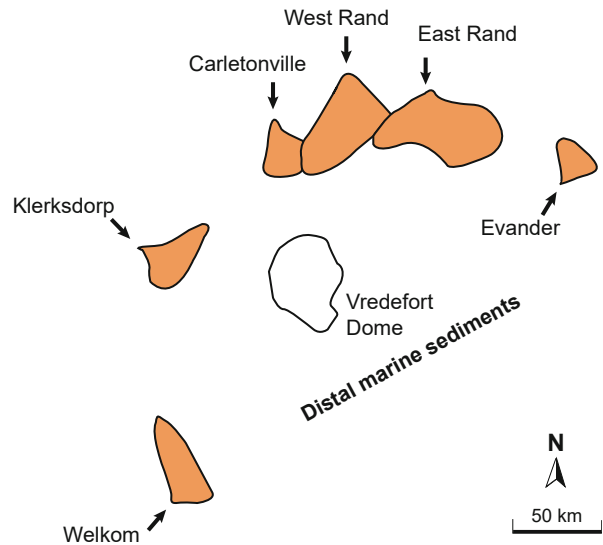 West Rand
East Rand
Carletonville
Klerksdorp
Evander
Vredefort
Dome
Distal marine sediments
N
50 km
Welkom